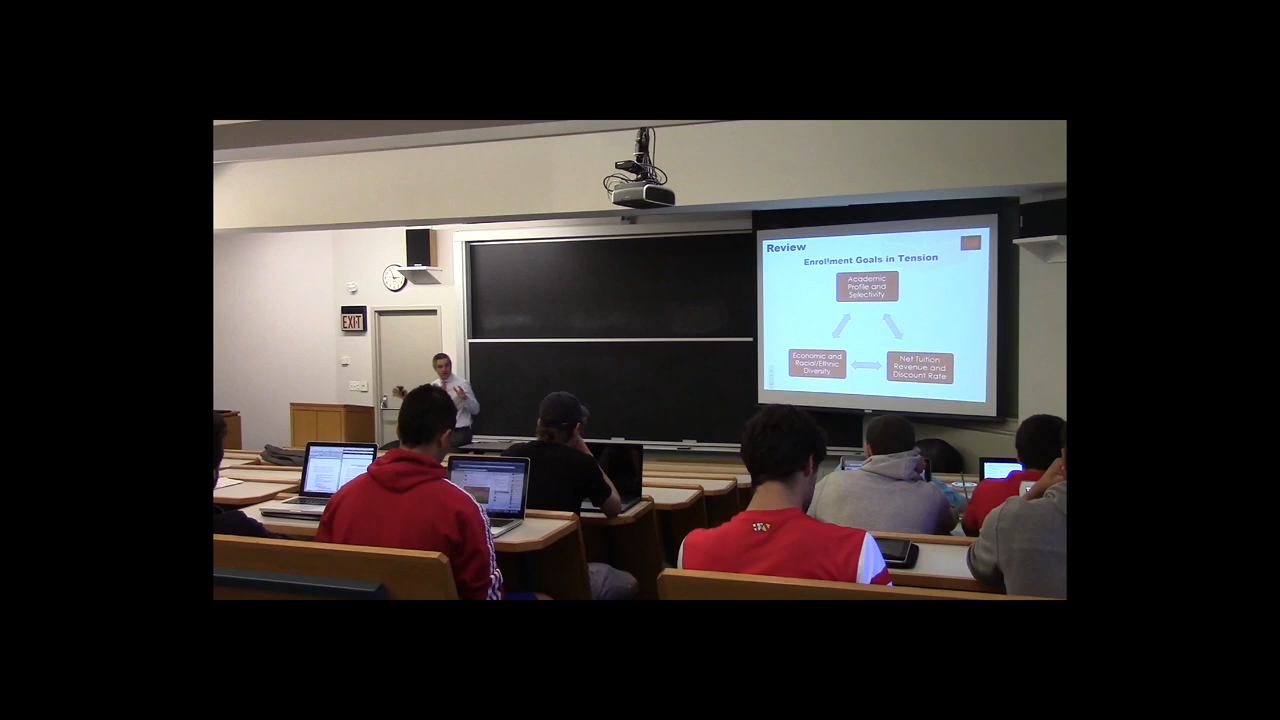 EXIT
Review
Enrollment Goals in Tension
Academic
Profile and
Selectivity
Economic and
Racial/Ethnic
Diversity
Net Tuition
Revenue and
Discount Rate